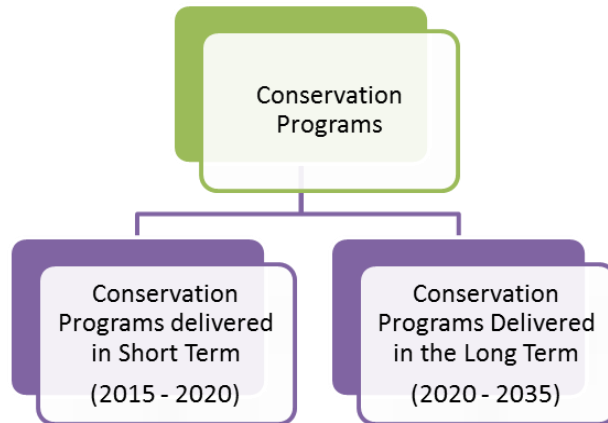 Conservation
Programs
Conservation
Programs delivered
in Short Term
(2015 - 2020)
Conservation
Programs Delivered
in the Long Term
(2020 - 2035)